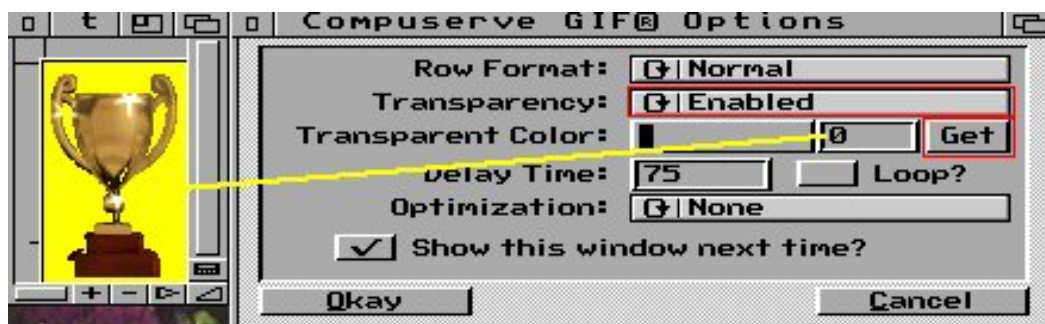 t
Compuserve GIF® Options
Row Format: Normal
Transparency: Enabled
Transparent Color: 0 Get
Delay Time: 75 Loop?
Optimization: None
Show this window next time?
+ -
Okay Cancel